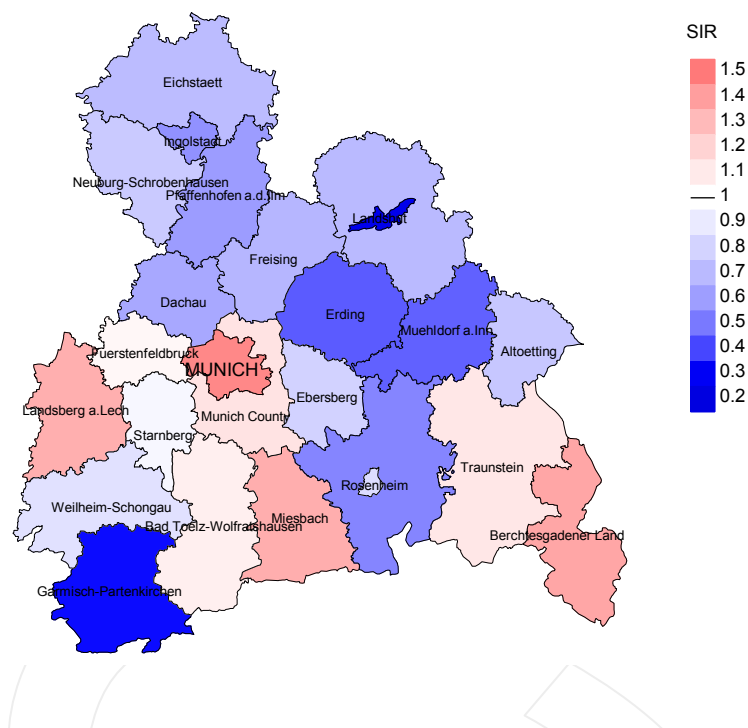 SIR
1.5
1.4
1.3
1.2
1.1
1
0.9
0.8
0.7
0.6
0.5
0.4
0.3
0.2
Eichstaett
Ingolstadt
Neuburg-Schrobenhausen
Pfaffenhofen a.d.Ilm
Landshut
Freising
Dachau
Erding
Muehldorf a.Inn
Altoetting
Fuerstenfeldbruck
MUNICH
Ebersberg
Landsberg a.Lech
Munich County
Starnberg
Traunstein
Rosenheim
Weilheim-Schongau
Miesbach
Bad Toelz-Wolfratshausen
Berchtesgadener Land
Garmisch-Partenkirchen